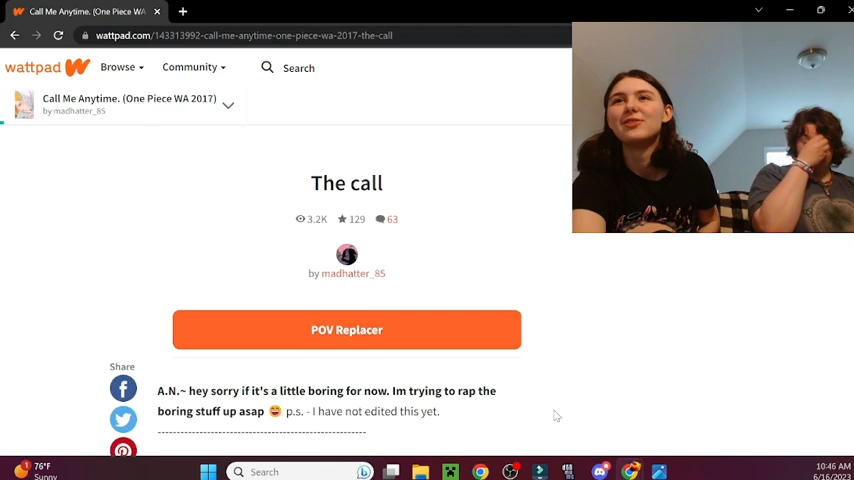 Call Me Anytime. (One Piece WA
wattpad.com/143313992-call-me-anytime-one-piece-wa-2017-the-call
wattpad
Browse
Community
Search
Call Me Anytime. (One Piece WA 2017)
by madhatter_85
The call
3.2K
129
63
by madhatter_85
POV Replacer
Share
A.N.~ hey sorry if it's a little boring for now. Im trying to rap the
boring stuff up asap 😄 p.s. - I have not edited this yet.
------------------------------------------------
1
76°F
Sunny
Search
10:46 AM
6/16/2023